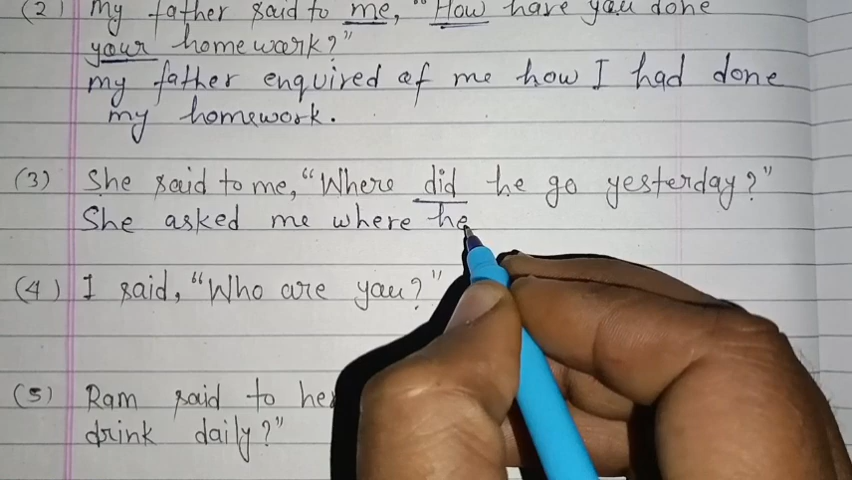 (2) My father said to me, "How have you done
your homework?"
my father enquired of me how I had done
my homework.
(3) She said to me, "Where did he go yesterday?"
She asked me where he
(4) I said, "Who are you?"
(5) Ram said to her
drink daily?"